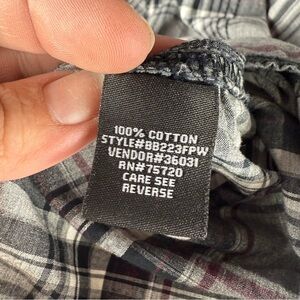 100% COTTON
STYLE#BB223FPW
VENDOR#36031
RN#75720
CARE SEE
REVERSE